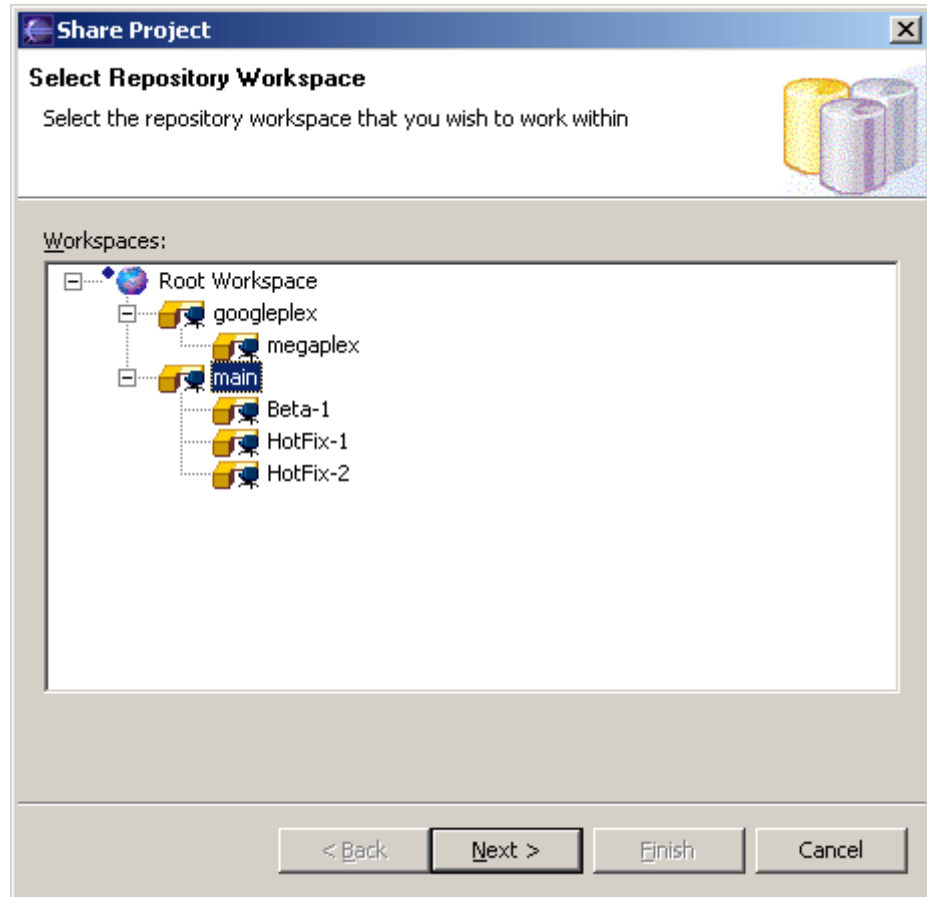 Share Project
Select Repository Workspace
Select the repository workspace that you wish to work within
Workspaces:
Root Workspace
googleplex
megaplex
main
Beta-1
HotFix-1
HotFix-2
< Back
Next >
Finish
Cancel